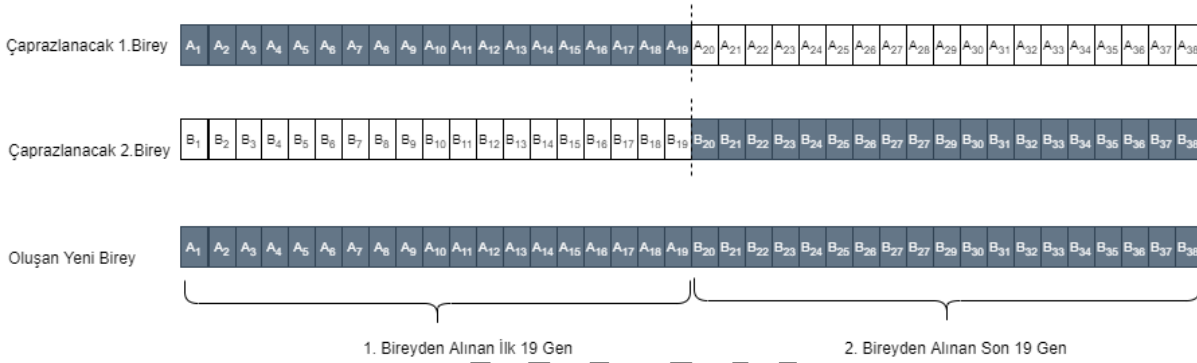 Çaprazlanacak 1.Birey A₁ A₂ A₃ A₄ A₅ A₆ A₇ A₈ A₉ A₁₀ A₁₁ A₁₂ A₁₃ A₁₄ A₁₅ A₁₆ A₁₇ A₁₈ A₁₉ A₂₀ A₂₁ A₂₂ A₂₃ A₂₄ A₂₅ A₂₆ A₂₇ A₂₈ A₂₉ A₃₀ A₃₁ A₃₂ A₃₃ A₃₄ A₃₅ A₃₆ A₃₇ A₃₈
Çaprazlanacak 2.Birey B₁ B₂ B₃ B₄ B₅ B₆ B₇ B₈ B₉ B₁₀ B₁₁ B₁₂ B₁₃ B₁₄ B₁₅ B₁₆ B₁₇ B₁₈ B₁₉ B₂₀ B₂₁ B₂₂ B₂₃ B₂₄ B₂₅ B₂₆ B₂₇ B₂₇ B₂₉ B₃₀ B₃₁ B₃₂ B₃₃ B₃₄ B₃₅ B₃₆ B₃₇ B₃₈
Oluşan Yeni Birey A₁ A₂ A₃ A₄ A₅ A₆ A₇ A₈ A₉ A₁₀ A₁₁ A₁₂ A₁₃ A₁₄ A₁₅ A₁₆ A₁₇ A₁₈ A₁₉ B₂₀ B₂₁ B₂₂ B₂₃ B₂₄ B₂₅ B₂₆ B₂₇ B₂₇ B₂₉ B₃₀ B₃₁ B₃₂ B₃₃ B₃₄ B₃₅ B₃₆ B₃₇ B₃₈
1. Bireyden Alınan İlk 19 Gen 2. Bireyden Alınan Son 19 Gen